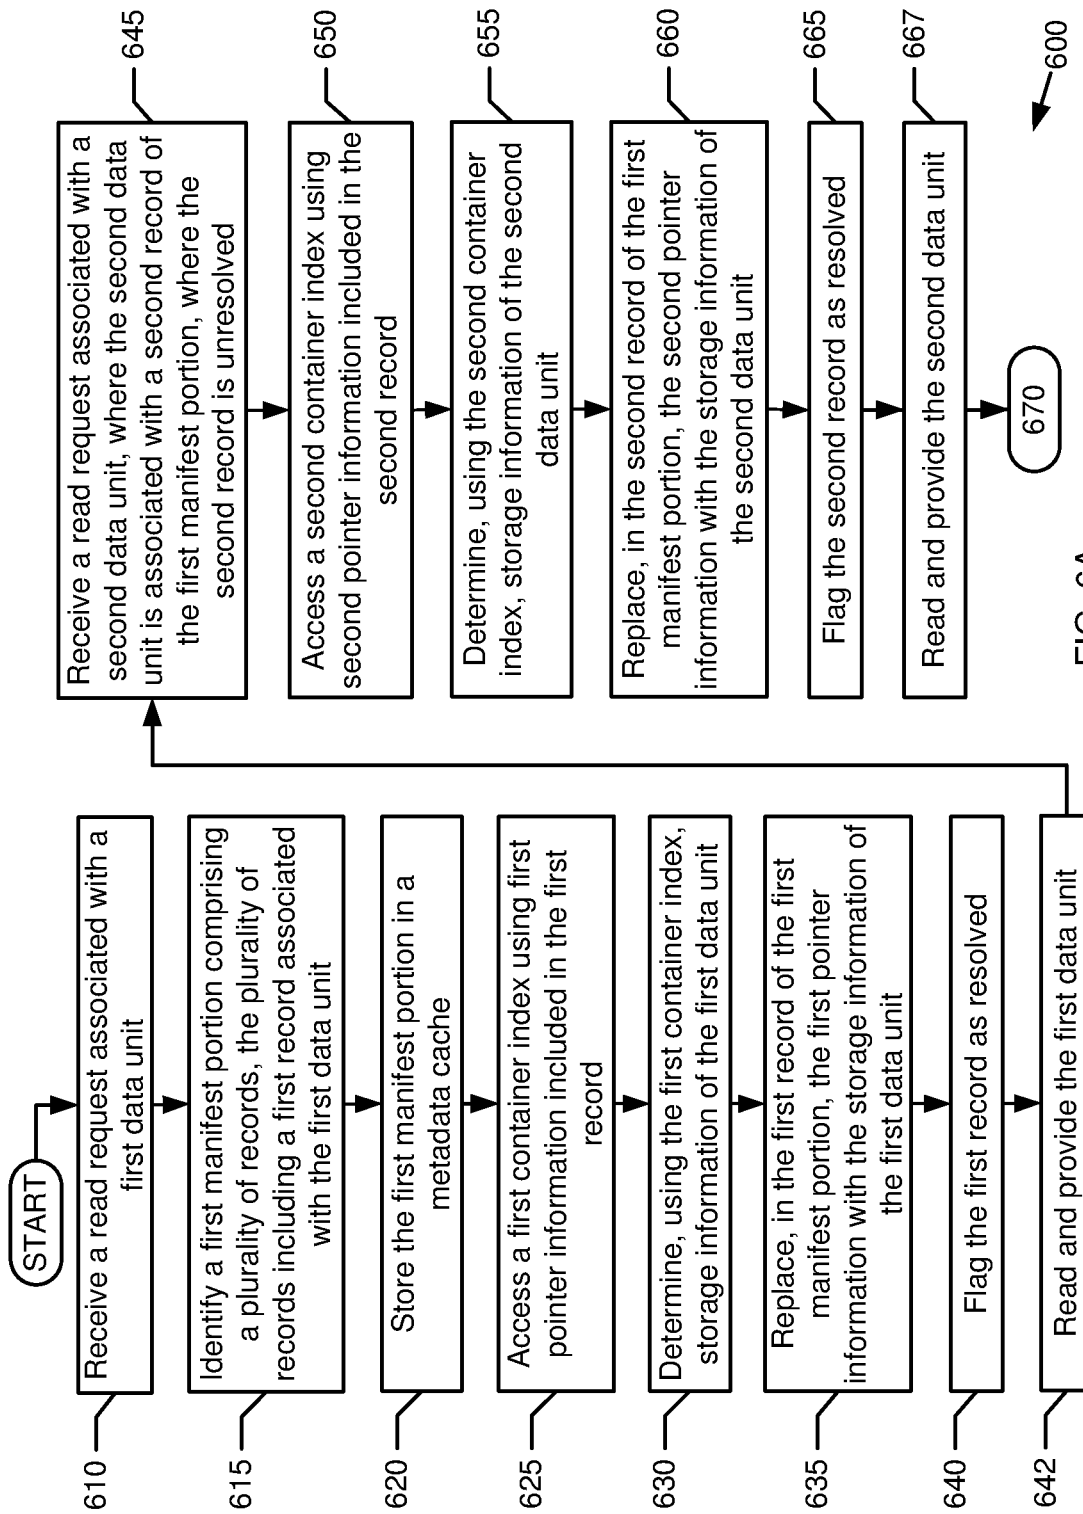 START
610
Receive a read request associated with a
first data unit
615
Identify a first manifest portion comprising
a plurality of records, the plurality of
records including a first record associated
with the first data unit
620
Store the first manifest portion in a
metadata cache
625
Access a first container index using first
pointer information included in the first
record
630
Determine, using the first container index,
storage information of the first data unit
635
Replace, in the first record of the first
manifest portion, the first pointer
information with the storage information of
the first data unit
640
Flag the first record as resolved
642
Read and provide the first data unit
645
Receive a read request associated with a
second data unit, where the second data
unit is associated with a second record of
the first manifest portion, where the
second record is unresolved
650
Access a second container index using
second pointer information included in the
second record
655
Determine, using the second container
index, storage information of the second
data unit
660
Replace, in the second record of the first
manifest portion, the second pointer
information with the storage information of
the second data unit
665
Flag the second record as resolved
667
Read and provide the second data unit
670
600